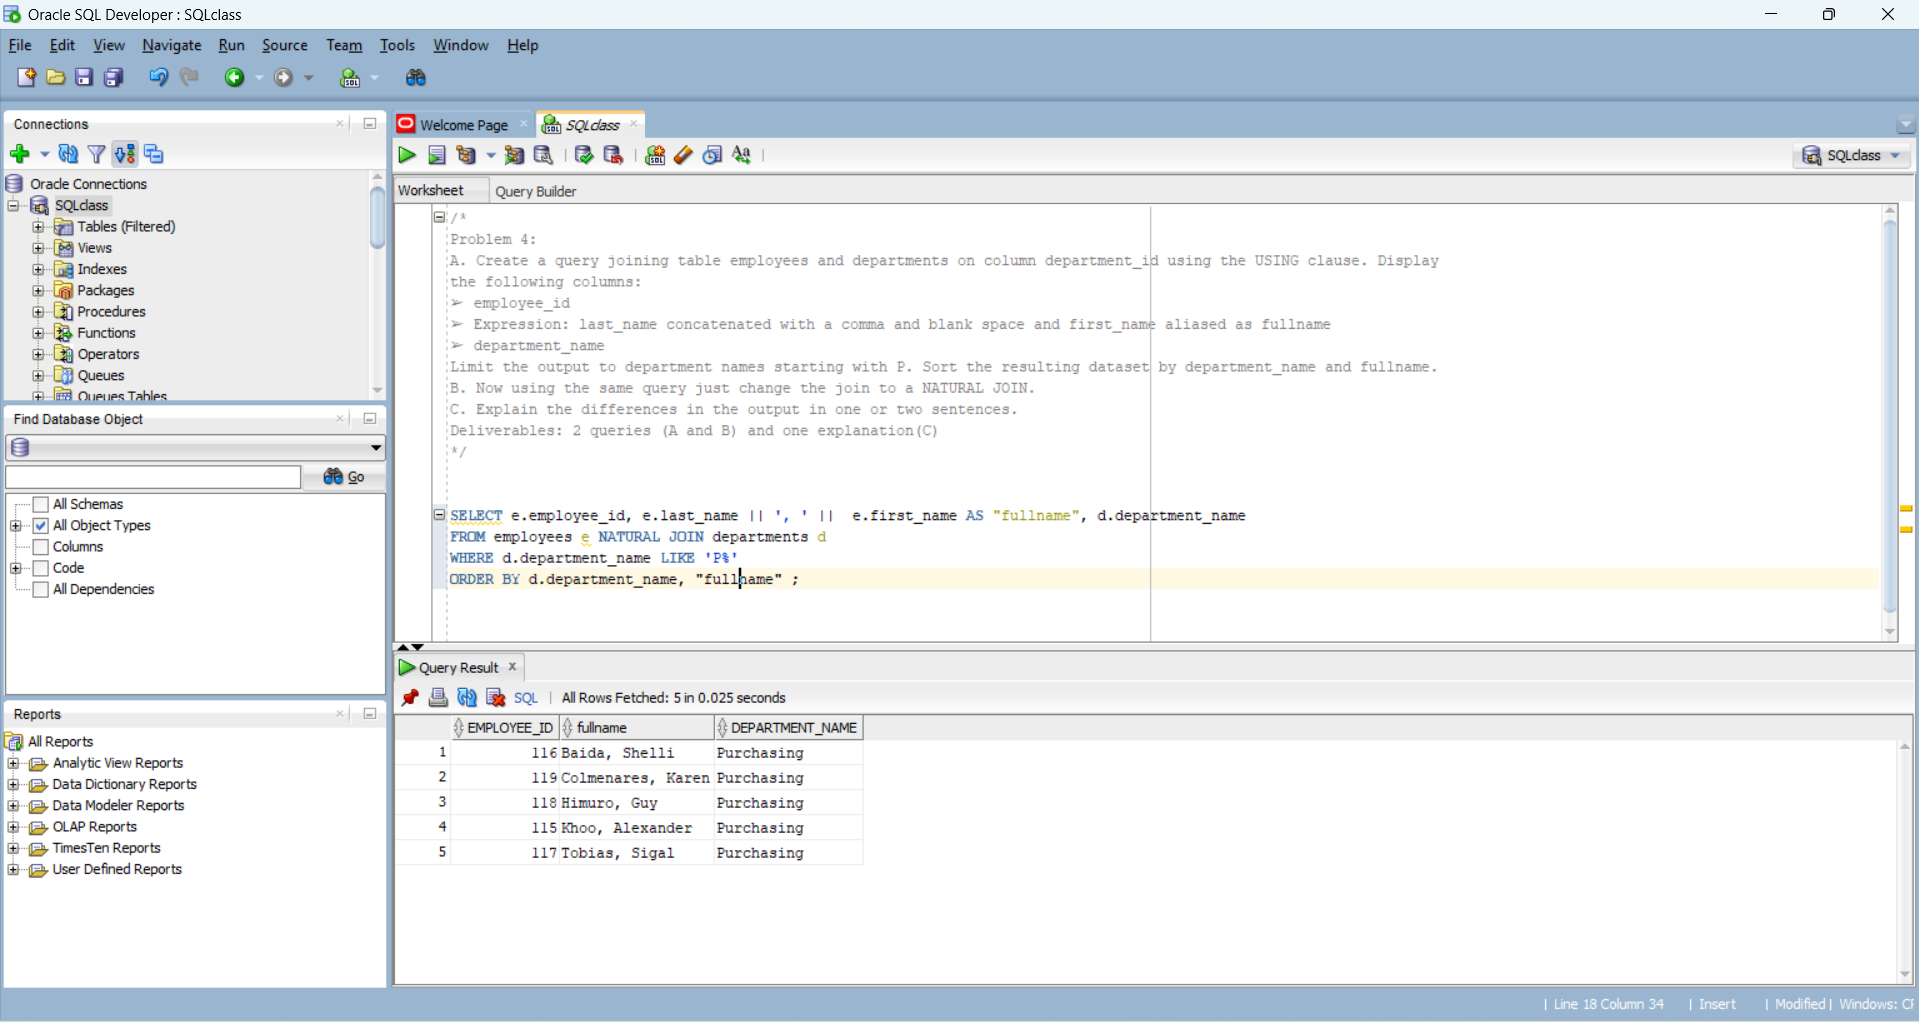 Oracle SQL Developer : SQLclass
File Edit View Navigate Run Source Team Tools Window Help
Connections
Oracle Connections
SQLclass
Tables (Filtered)
Views
Indexes
Packages
Procedures
Functions
Operators
Queues
Queues Tables
Find Database Object
Go
All Schemas
All Object Types
Columns
Code
All Dependencies
Reports
All Reports
Analytic View Reports
Data Dictionary Reports
Data Modeler Reports
OLAP Reports
TimesTen Reports
User Defined Reports
Welcome Page SQLclass
SQLclass
Worksheet Query Builder
/*
Problem 4:
A. Create a query joining table employees and departments on column department_id using the USING clause. Display
the following columns:
➢ employee_id
➢ Expression: last_name concatenated with a comma and blank space and first_name aliased as fullname
➢ department_name
Limit the output to department names starting with P. Sort the resulting dataset by department_name and fullname.
B. Now using the same query just change the join to a NATURAL JOIN.
C. Explain the differences in the output in one or two sentences.
Deliverables: 2 queries (A and B) and one explanation(C)
*/
SELECT e.employee_id, e.last_name || ', ' ||  e.first_name AS "fullname", d.department_name
FROM employees e NATURAL JOIN departments d
WHERE d.department_name LIKE 'P%'
ORDER BY d.department_name, "fullname" ;
Query Result
SQL | All Rows Fetched: 5 in 0.025 seconds
EMPLOYEE_ID fullname DEPARTMENT_NAME
1 116 Baida, Shelli Purchasing
2 119 Colmenares, Karen Purchasing
3 118 Himuro, Guy Purchasing
4 115 Khoo, Alexander Purchasing
5 117 Tobias, Sigal Purchasing
| Line 18 Column 34 | Insert | Modified | Windows: CF